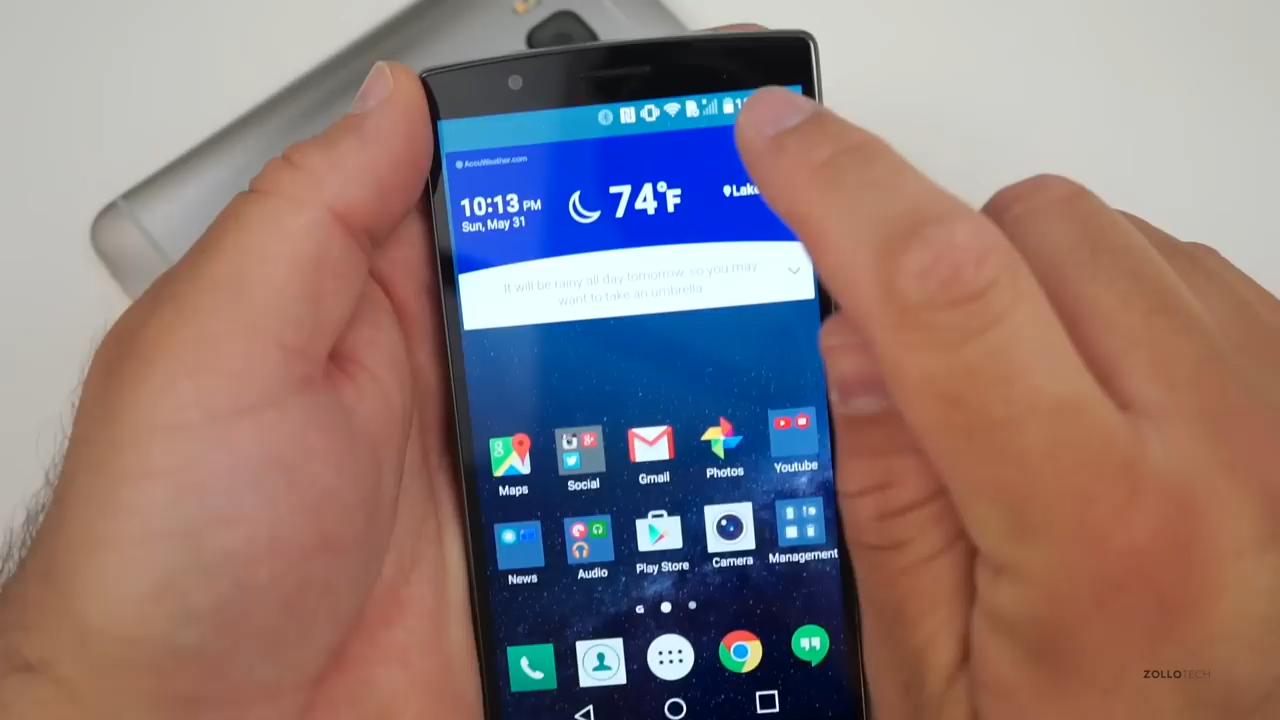 AccuWeather.com
10:13 PM
74°F
Sun, May 31
It will be rainy all day tomorrow, so you may
want to take an umbrella.
Maps
Social
Gmail
Photos
Youtube
News
Audio
Play Store
Camera
Management
ZOLLOTECH